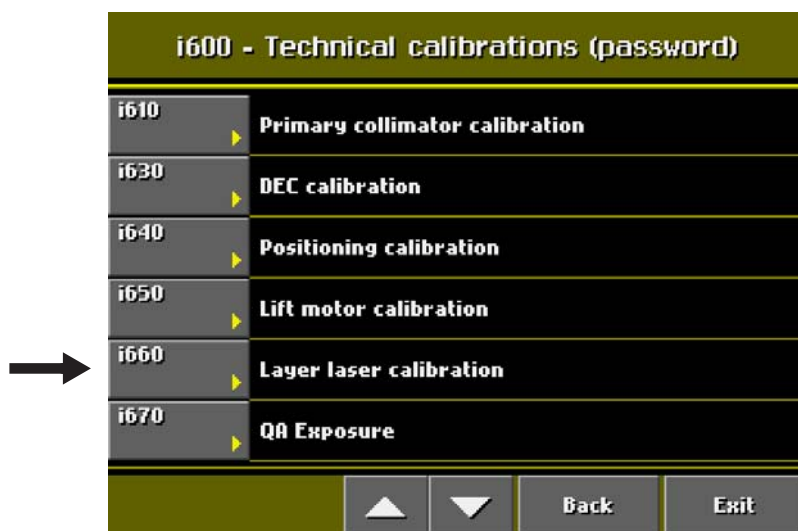 i600 - Technical calibrations (password)
i610 Primary collimator calibration
i630 DEC calibration
i640 Positioning calibration
i650 Lift motor calibration
i660 Layer laser calibration
i670 QA Exposure
Back Exit